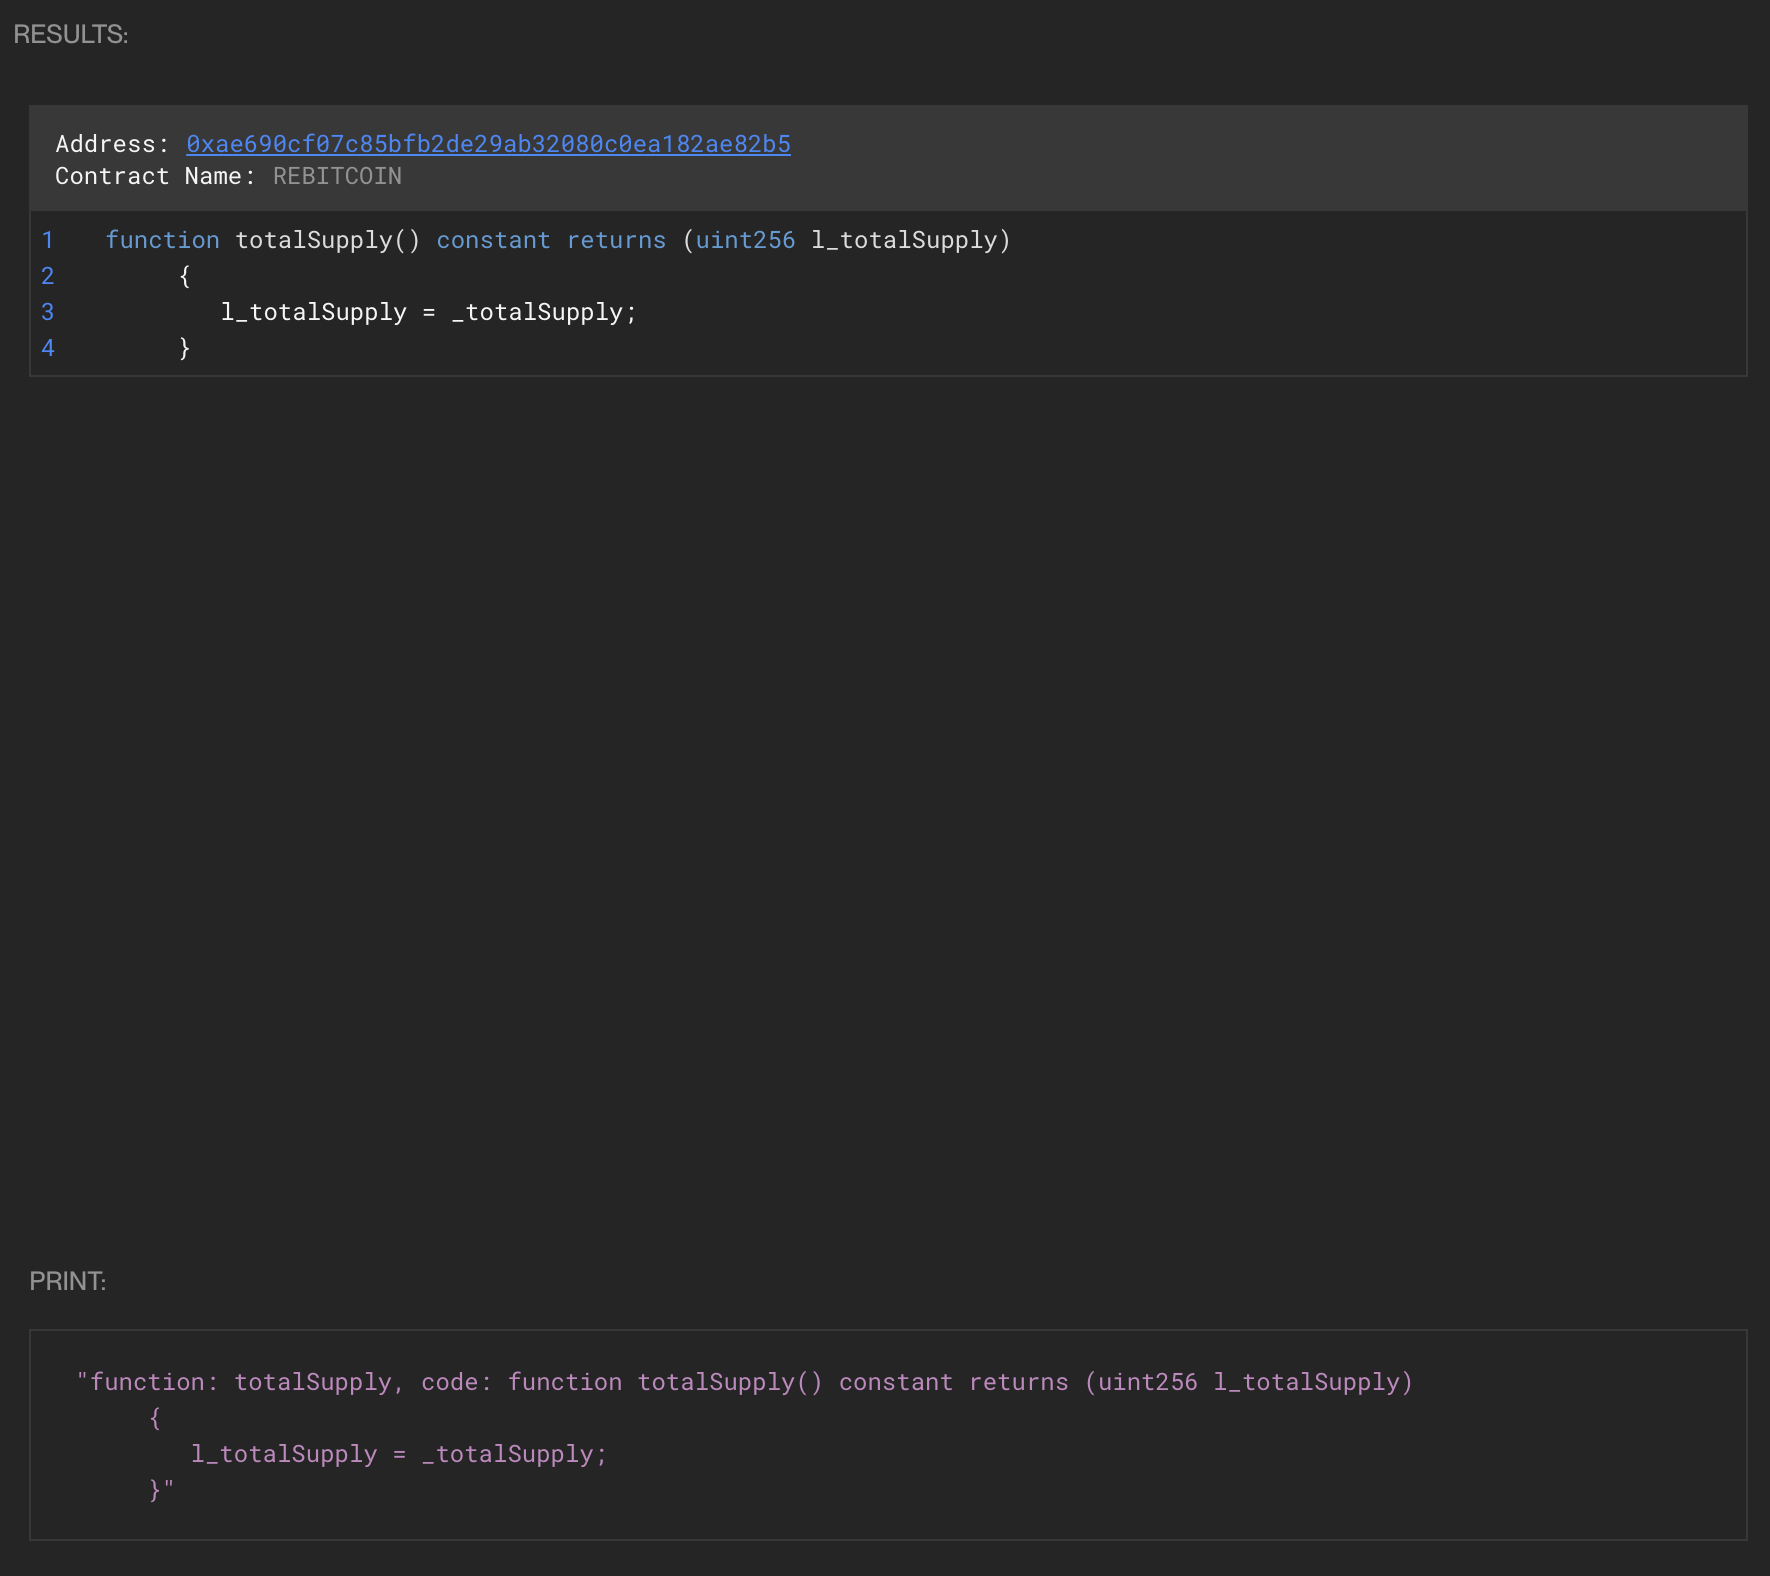 RESULTS:
Address: 0xae690cf07c85bfb2de29ab32080c0ea182ae82b5
Contract Name: REBITCOIN
1 function totalSupply() constant returns (uint256 l_totalSupply)
2 {
3 l_totalSupply = _totalSupply;
4 }
PRINT:
"function: totalSupply, code: function totalSupply() constant returns (uint256 l_totalSupply)
{
l_totalSupply = _totalSupply;
}"